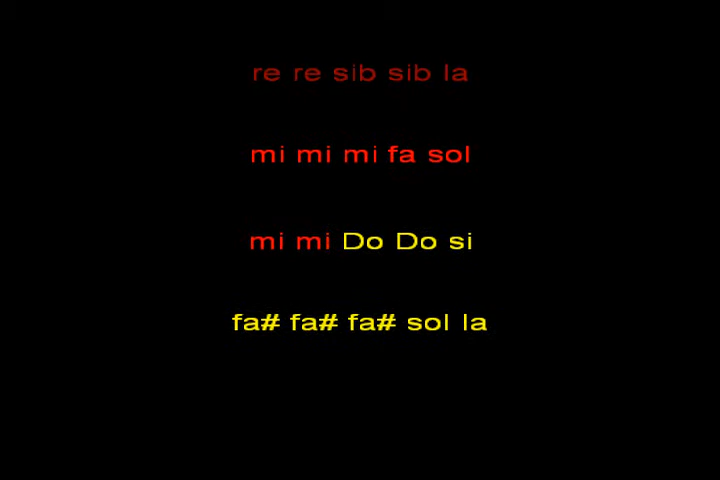 re re sib sib la
mi mi mi fa sol
mi mi Do Do si
fa# fa# fa# sol la